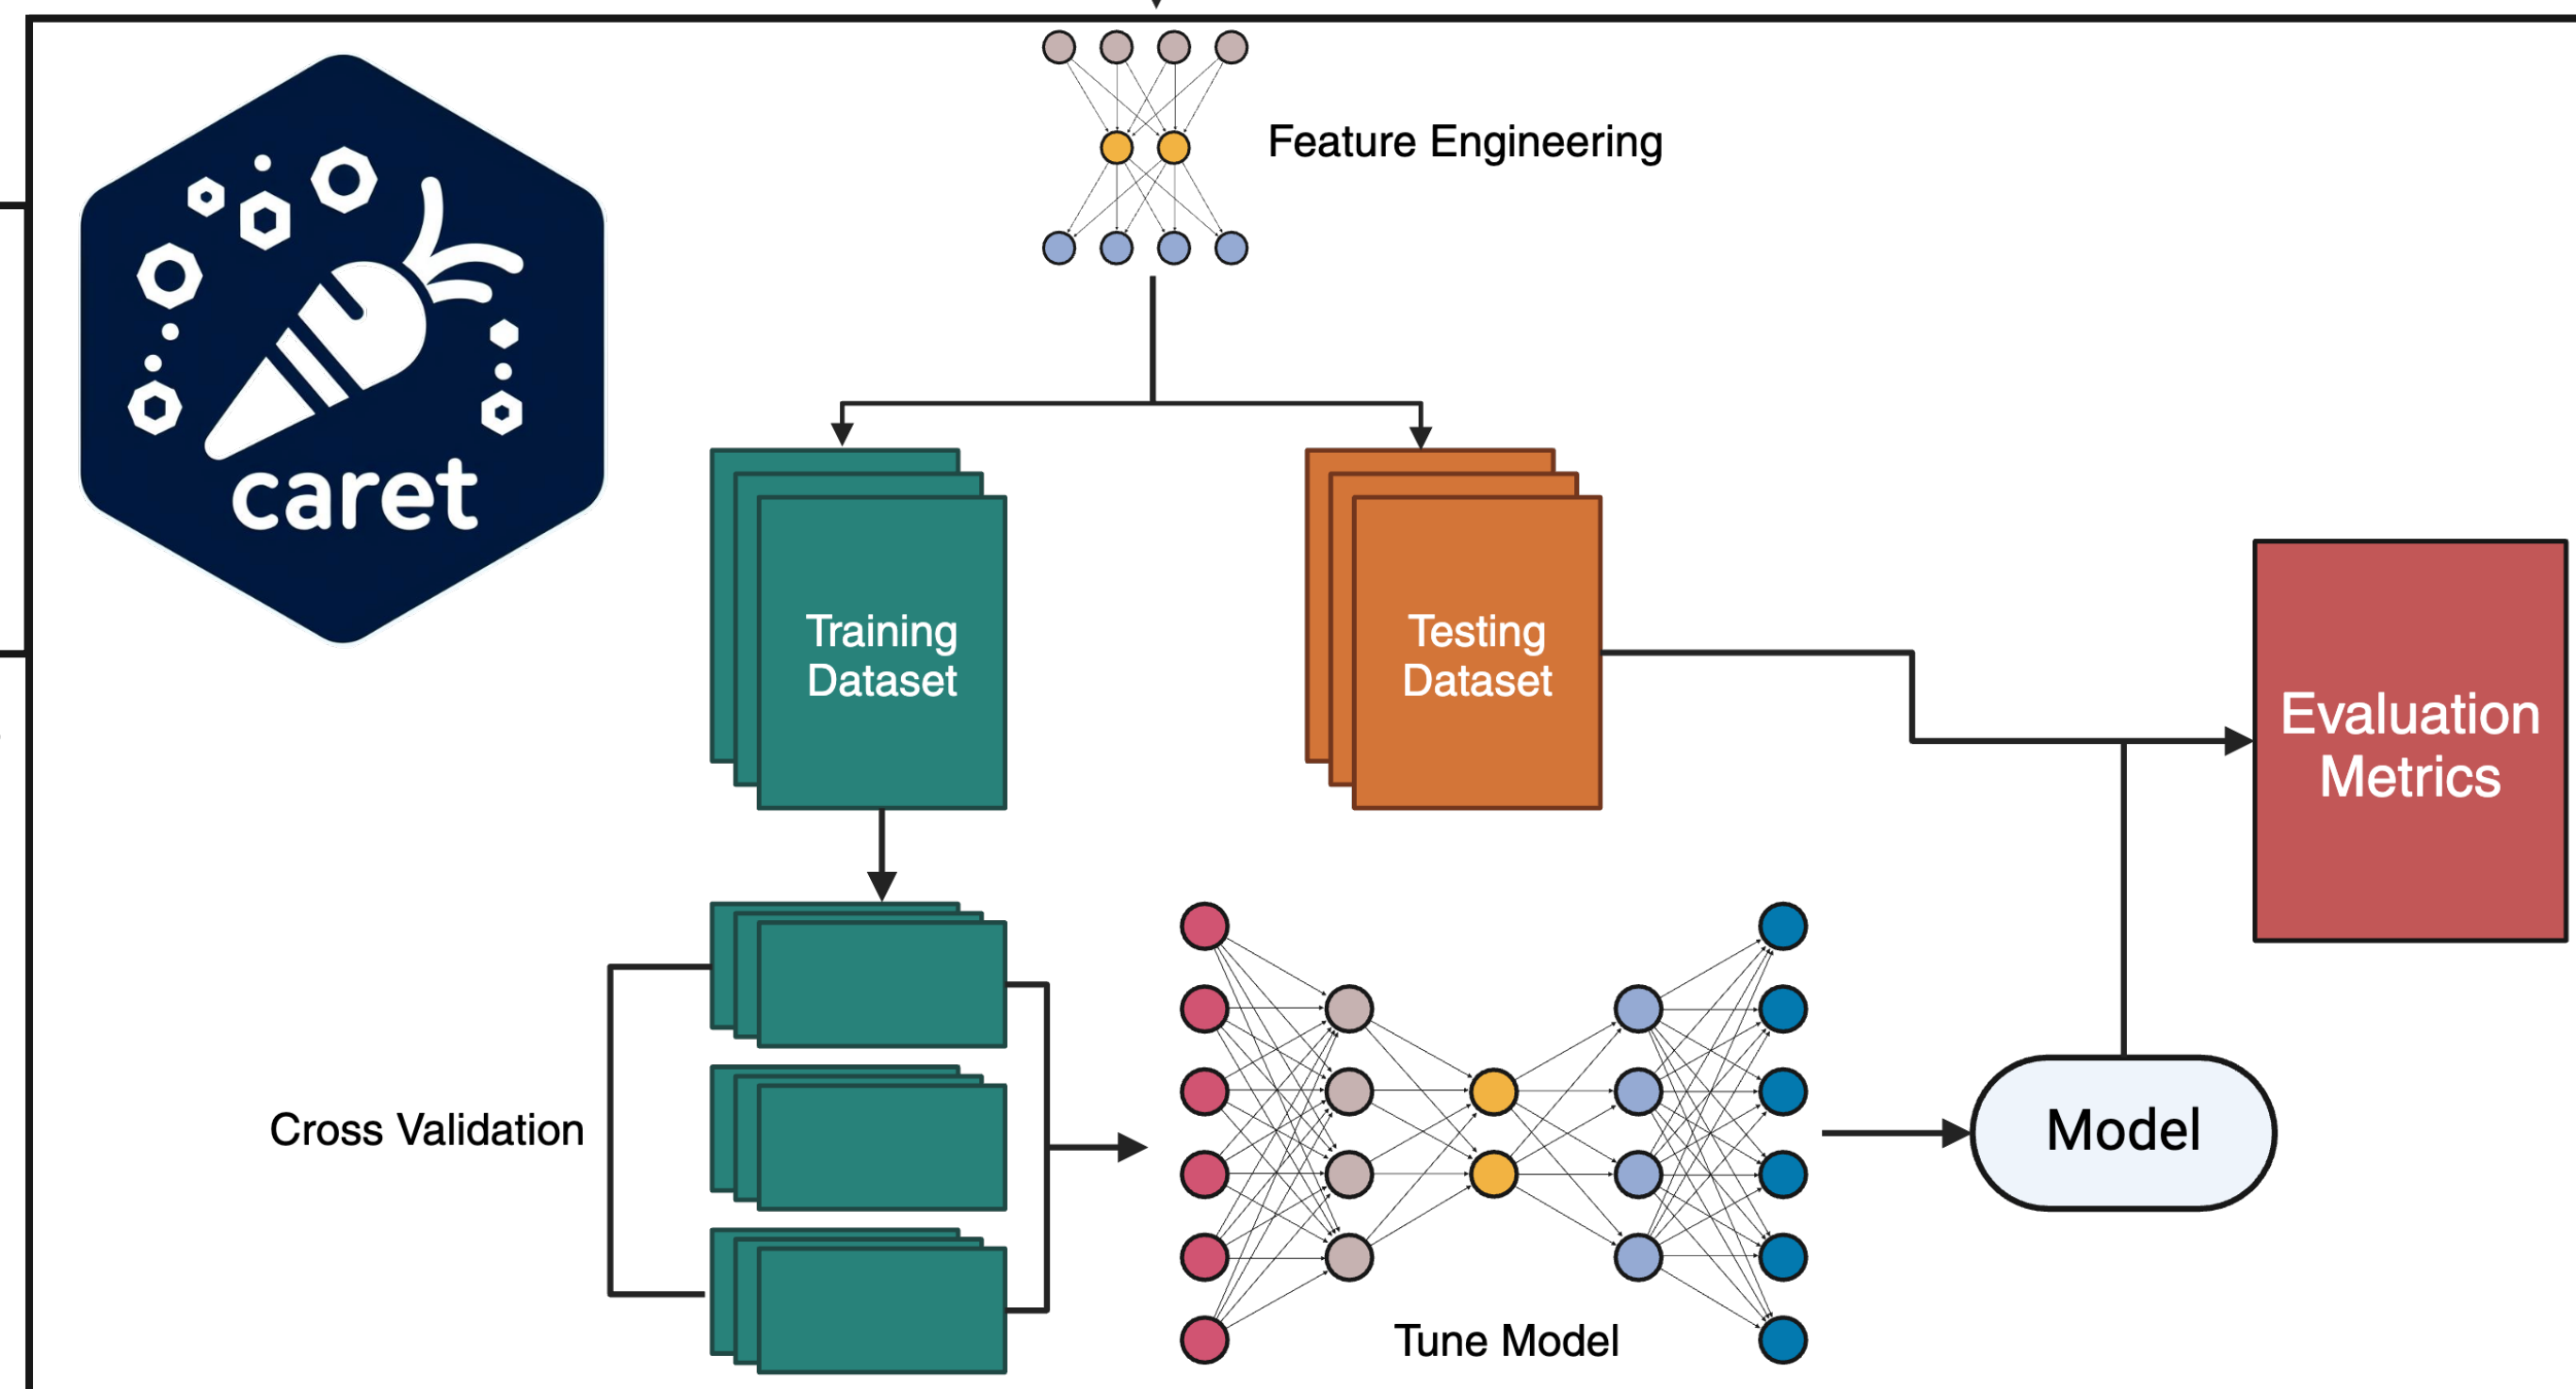 Feature Engineering
caret
Training
Dataset
Testing
Dataset
Evaluation
Metrics
Cross Validation
Model
Tune Model